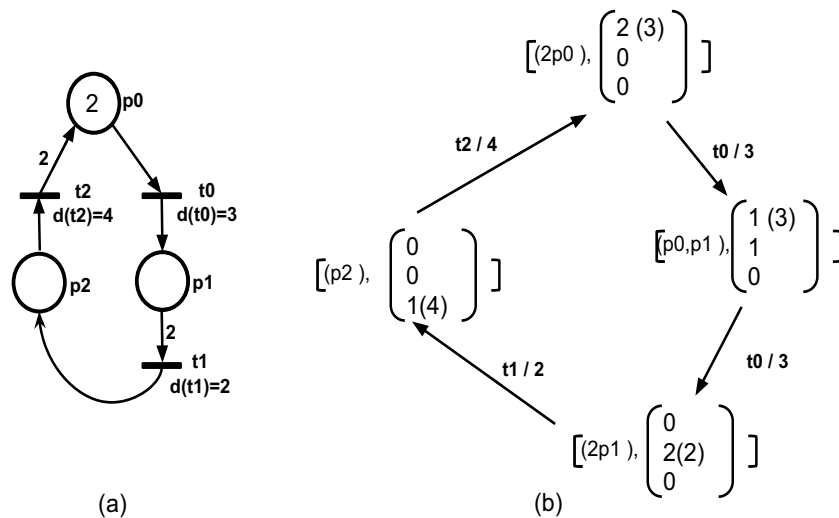 2
p0
2
t2
d(t2)=4
t0
d(t0)=3
p2
p1
2
t1
d(t1)=2
(a)
[(2p0 ), 2 (3) ]
0
0
t2 / 4
t0 / 3
[(p0,p1 ), 1 (3) ]
1
0
[(p2), 0 ]
0
1(4)
t1 / 2
t0 / 3
[(2p1 ), 0 ]
2(2)
0
(b)